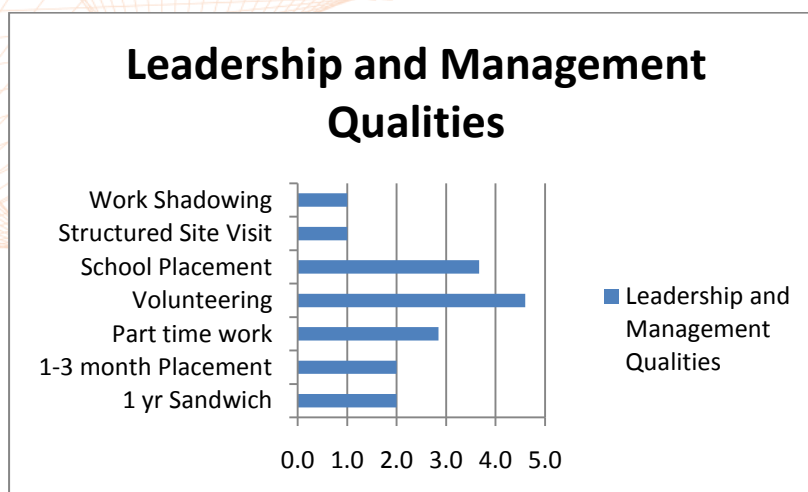 Leadership and Management
Qualities
Work Shadowing
Structured Site Visit
School Placement
Volunteering
Part time work
1-3 month Placement
1 yr Sandwich
0.0 1.0 2.0 3.0 4.0 5.0
Leadership and
Management
Qualities